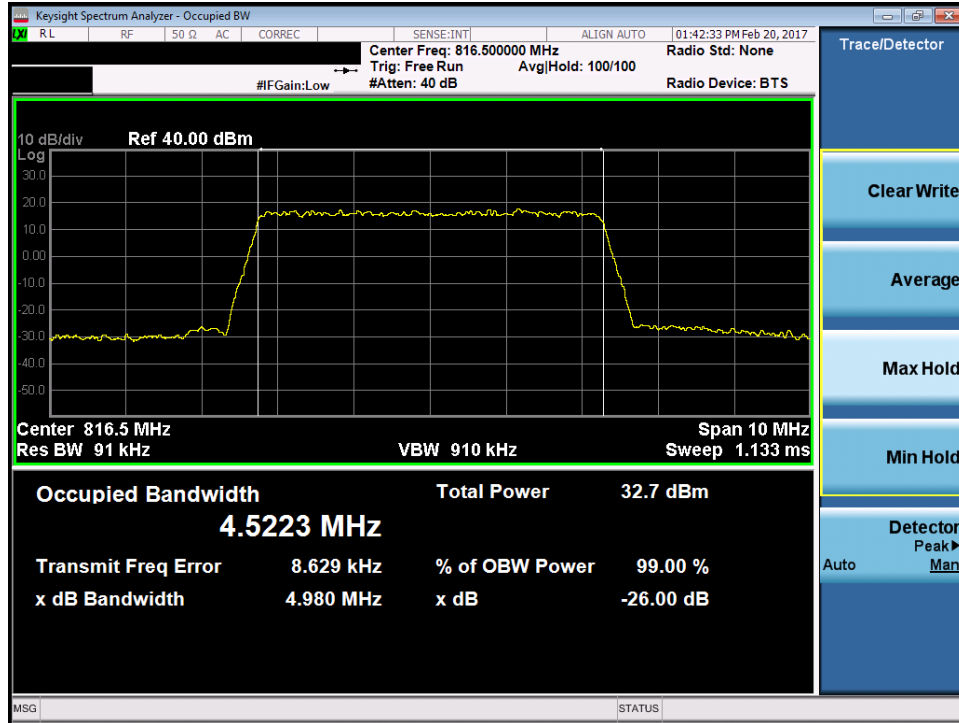 Keysight Spectrum Analyzer - Occupied BW
LXI RL RF 50 Ω AC CORREC SENSE:INT ALIGN AUTO 01:42:33 PM Feb 20, 2017
Center Freq: 816.500000 MHz Radio Std: None
Trig: Free Run Avg|Hold: 100/100
#IFGain:Low #Atten: 40 dB Radio Device: BTS
10 dB/div Ref 40.00 dBm
Log
30.0
20.0
10.0
0.00
-10.0
-20.0
-30.0
-40.0
-50.0
Center 816.5 MHz Span 10 MHz
Res BW 91 kHz VBW 910 kHz Sweep 1.133 ms
Occupied Bandwidth Total Power 32.7 dBm
4.5223 MHz
Transmit Freq Error 8.629 kHz % of OBW Power 99.00 %
x dB Bandwidth 4.980 MHz x dB -26.00 dB
MSG STATUS
Trace/Detector
Clear Write
Average
Max Hold
Min Hold
Detector
Peak▶
Auto Man